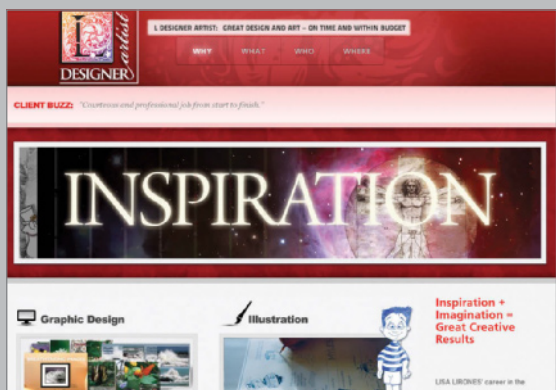 L
artist
DESIGNER
L DESIGNER ARTIST: GREAT DESIGN AND ART – ON TIME AND WITHIN BUDGET
WHY WHAT WHO WHERE
CLIENT BUZZ: "Courteous and professional job from start to finish."
INSPIRATION
Graphic Design
Illustration
Inspiration +
Imagination =
Great Creative
Results
LISA LIRONES' career in the